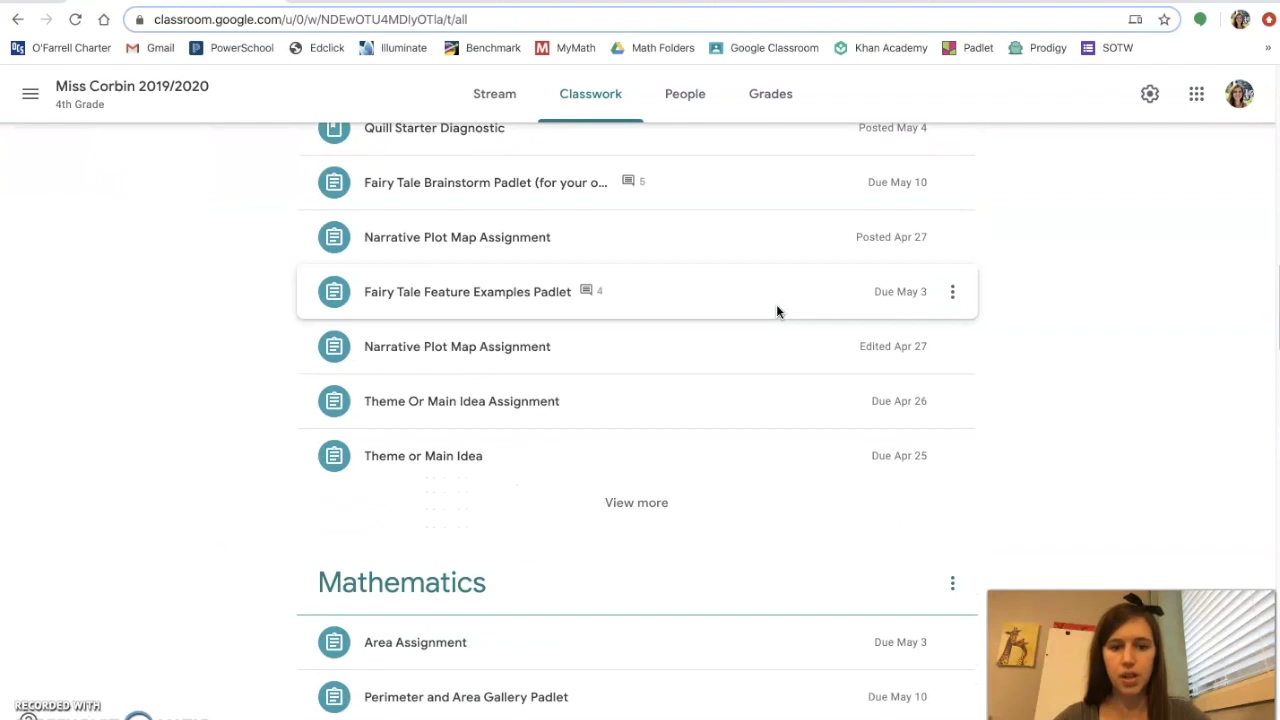 classroom.google.com/u/0/w/NDEwOTU4MDIyOTIa/t/all
O'Farrell Charter Gmail PowerSchool Edclick Illuminate Benchmark MyMath Math Folders Google Classroom Khan Academy Padlet Prodigy SOTW »
Miss Corbin 2019/2020
4th Grade
Stream Classwork People Grades
Quill Starter Diagnostic Posted May 4
Fairy Tale Brainstorm Padlet (for your o... 5 Due May 10
Narrative Plot Map Assignment Posted Apr 27
Fairy Tale Feature Examples Padlet 4 Due May 3
Narrative Plot Map Assignment Edited Apr 27
Theme Or Main Idea Assignment Due Apr 26
Theme or Main Idea Due Apr 25
View more
Mathematics
Area Assignment Due May 3
Perimeter and Area Gallery Padlet Due May 10
RECORDED WITH